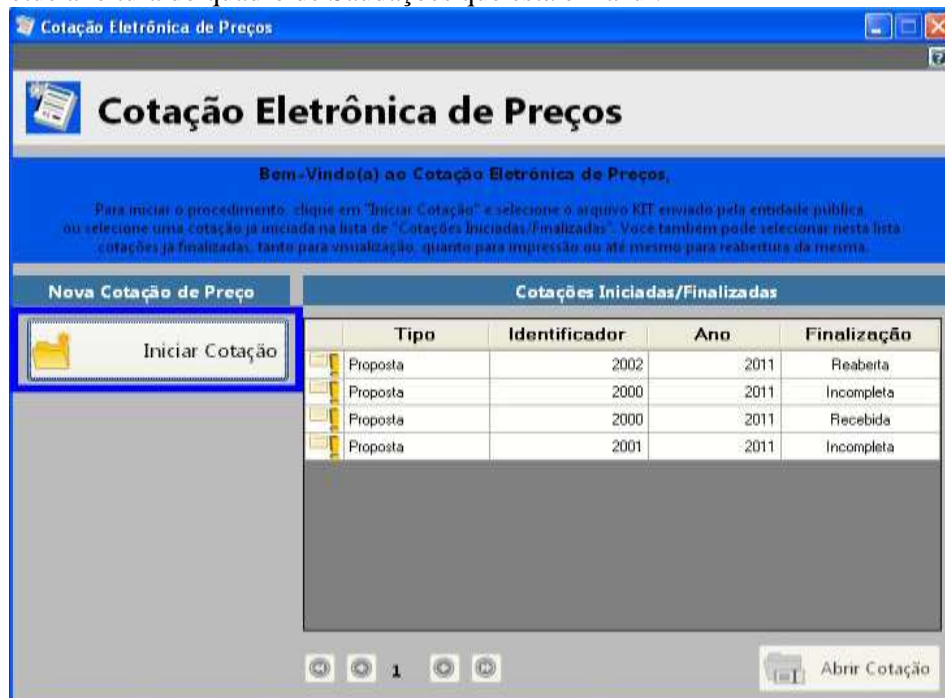 Cotação Eletrônica de Preços
Cotação Eletrônica de Preços
Bem-Vindo(a) ao Cotação Eletrônica de Preços,
Para iniciar o procedimento, clique em "Iniciar Cotação" e selecione o arquivo KIT enviado pela entidade pública,
ou selecione uma cotação já iniciada na lista de "Cotações Iniciadas/Finalizadas". Você também pode selecionar nesta lista
cotações já finalizadas, tanto para visualização, quanto para impressão ou até mesmo para reabertura da mesma.
Nova Cotação de Preço
Iniciar Cotação
Cotações Iniciadas/Finalizadas
Tipo Identificador Ano Finalização
Proposta 2002 2011 Reaberta
Proposta 2000 2011 Incompleta
Proposta 2000 2011 Recebida
Proposta 2001 2011 Incompleta
1
Abrir Cotação